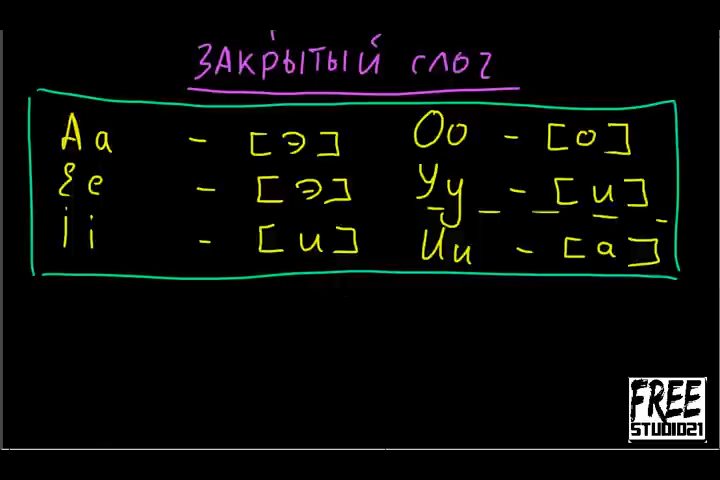 ЗАКРЫТЫЙ СЛОГ
Aa - [э] Oo - [о]
Ee - [э] Yy - [и]
Ii - [и] Uu - [а]
FREE
STUDIO21